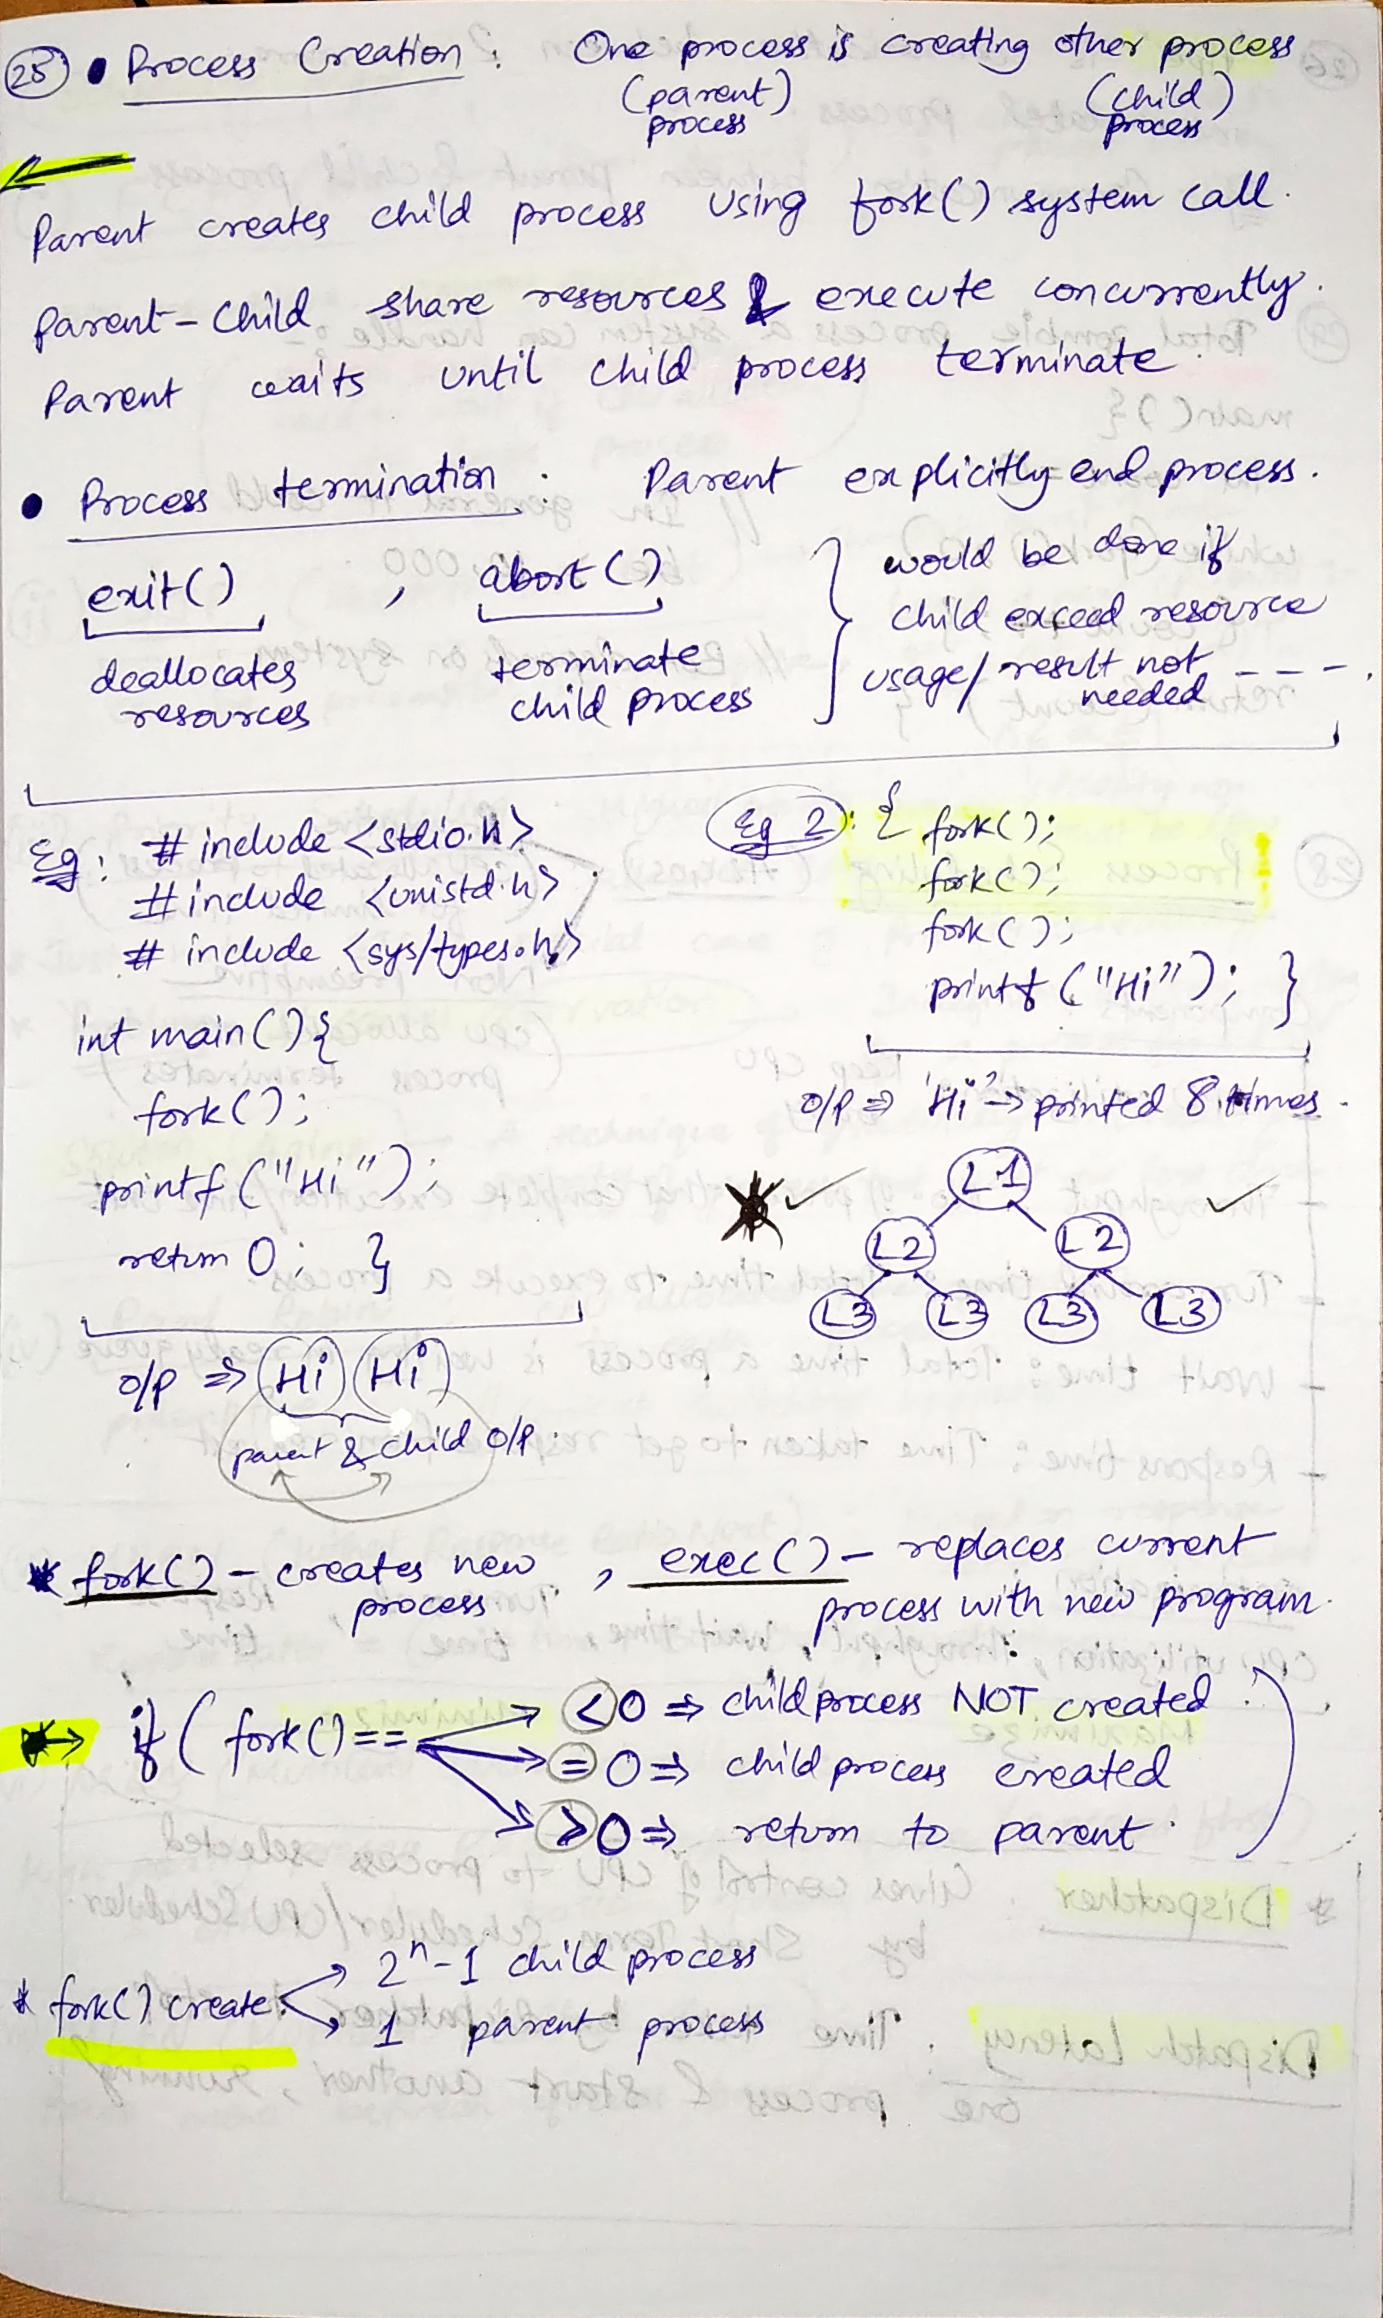 25 • Process Creation : One process is creating other process
(parent) (child)
process process
Parent creates child process using fork() system call.
Parent-Child share resources & execute concurrently.
Parent waits until child process terminate
• Process termination : Parent explicitly end process.
exit() , abort()
deallocates resources
terminate child process
would be done if
child exceed resource
usage/ result not needed ---.
Eg : # include <stdio.h>
# include <unistd.h>
# include <sys/types.h>
int main(){
fork();
printf("Hi");
return 0; }
o/p ⇒ Hi Hi
parent & child o/p.
Eg 2 : { fork();
fork();
fork();
printf ("Hi"); }
o/p ⇒ 'Hi' → printed 8 times.
L1
L2 L2
L3 L3 L3 L3
* fork() - creates new process , exec() - replaces current
process with new program.
* → if ( fork() ==
<0 ⇒ child process NOT created.
=0 ⇒ child process created
>0 ⇒ return to parent.
)
* fork() create
2ⁿ-1 child process
1 parent process